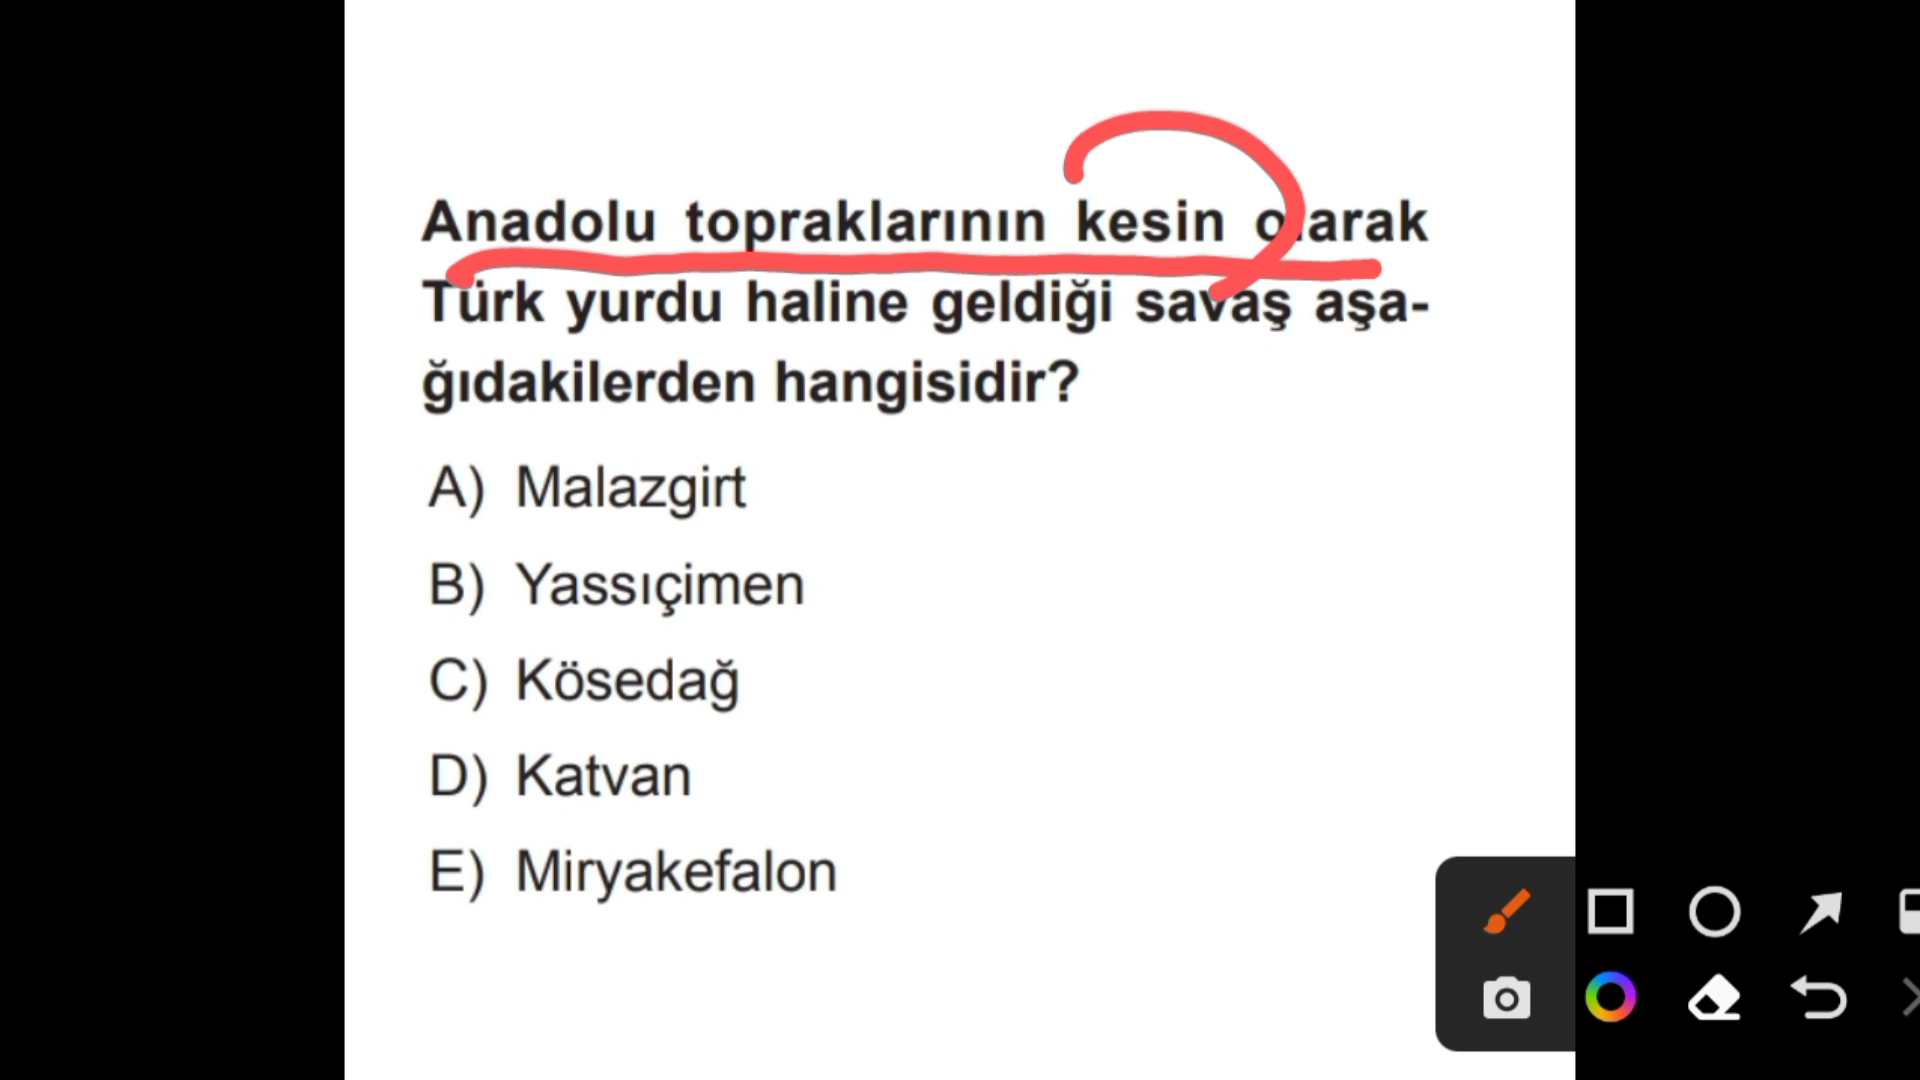 Anadolu topraklarının kesin olarak
Türk yurdu haline geldiği savaş aşa-
ğıdakilerden hangisidir?
A) Malazgirt
B) Yassıçimen
C) Kösedağ
D) Katvan
E) Miryakefalon